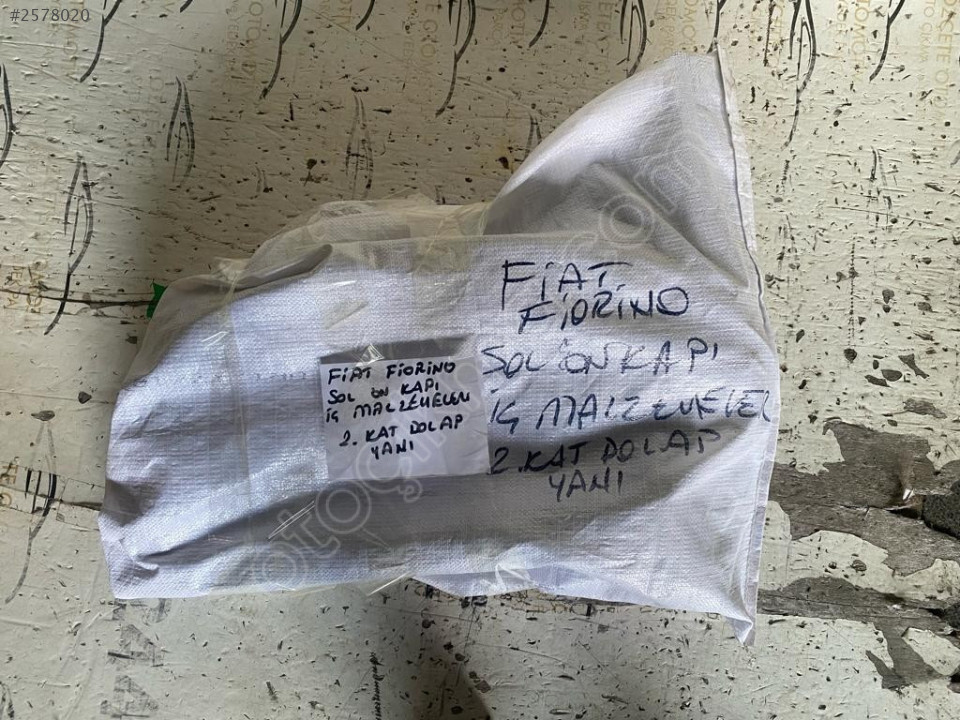 #2578020
FİAT
FİORİNO
SOL ÖN KAPI
İÇ MALZEMELER
2. KAT DOLAP
YANI
FİAT FİORİNO
SOL ÖN KAPI
İÇ MALZEMELERİ
2. KAT DOLAP
YANI